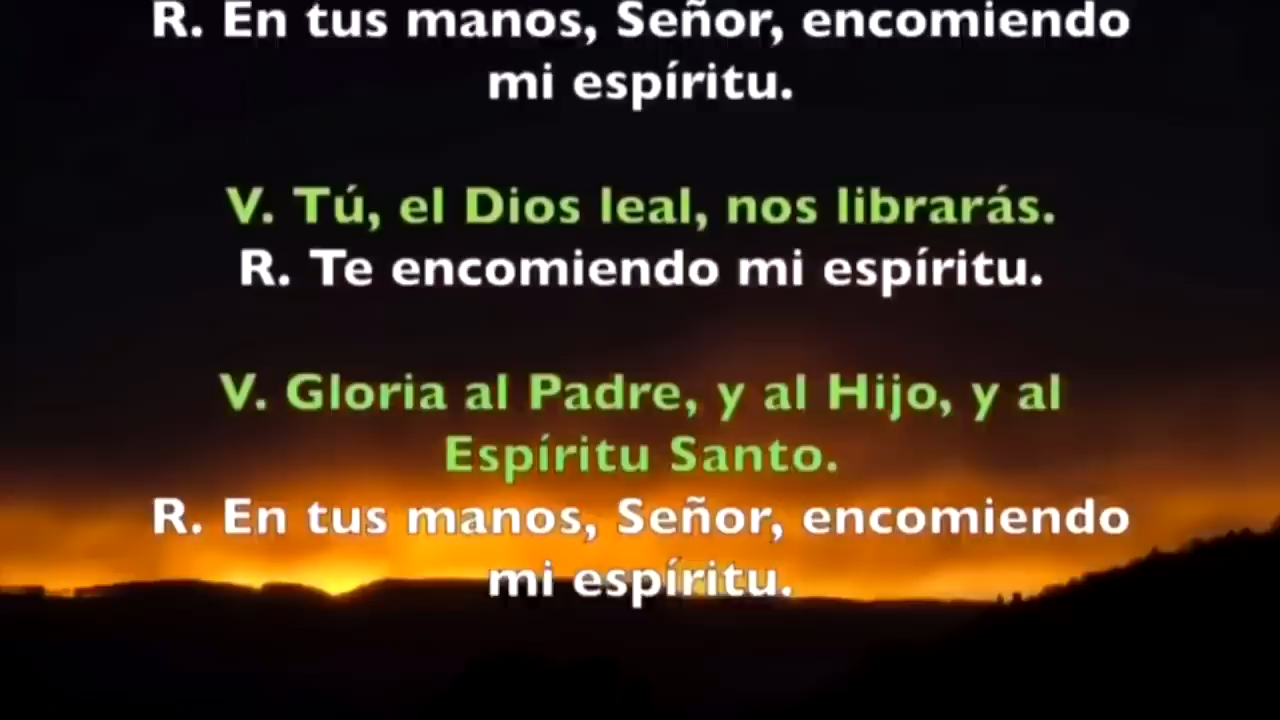 R. En tus manos, Señor, encomiendo
mi espíritu.
V. Tú, el Dios leal, nos librarás.
R. Te encomiendo mi espíritu.
V. Gloria al Padre, y al Hijo, y al
Espíritu Santo.
R. En tus manos, Señor, encomiendo
mi espíritu.